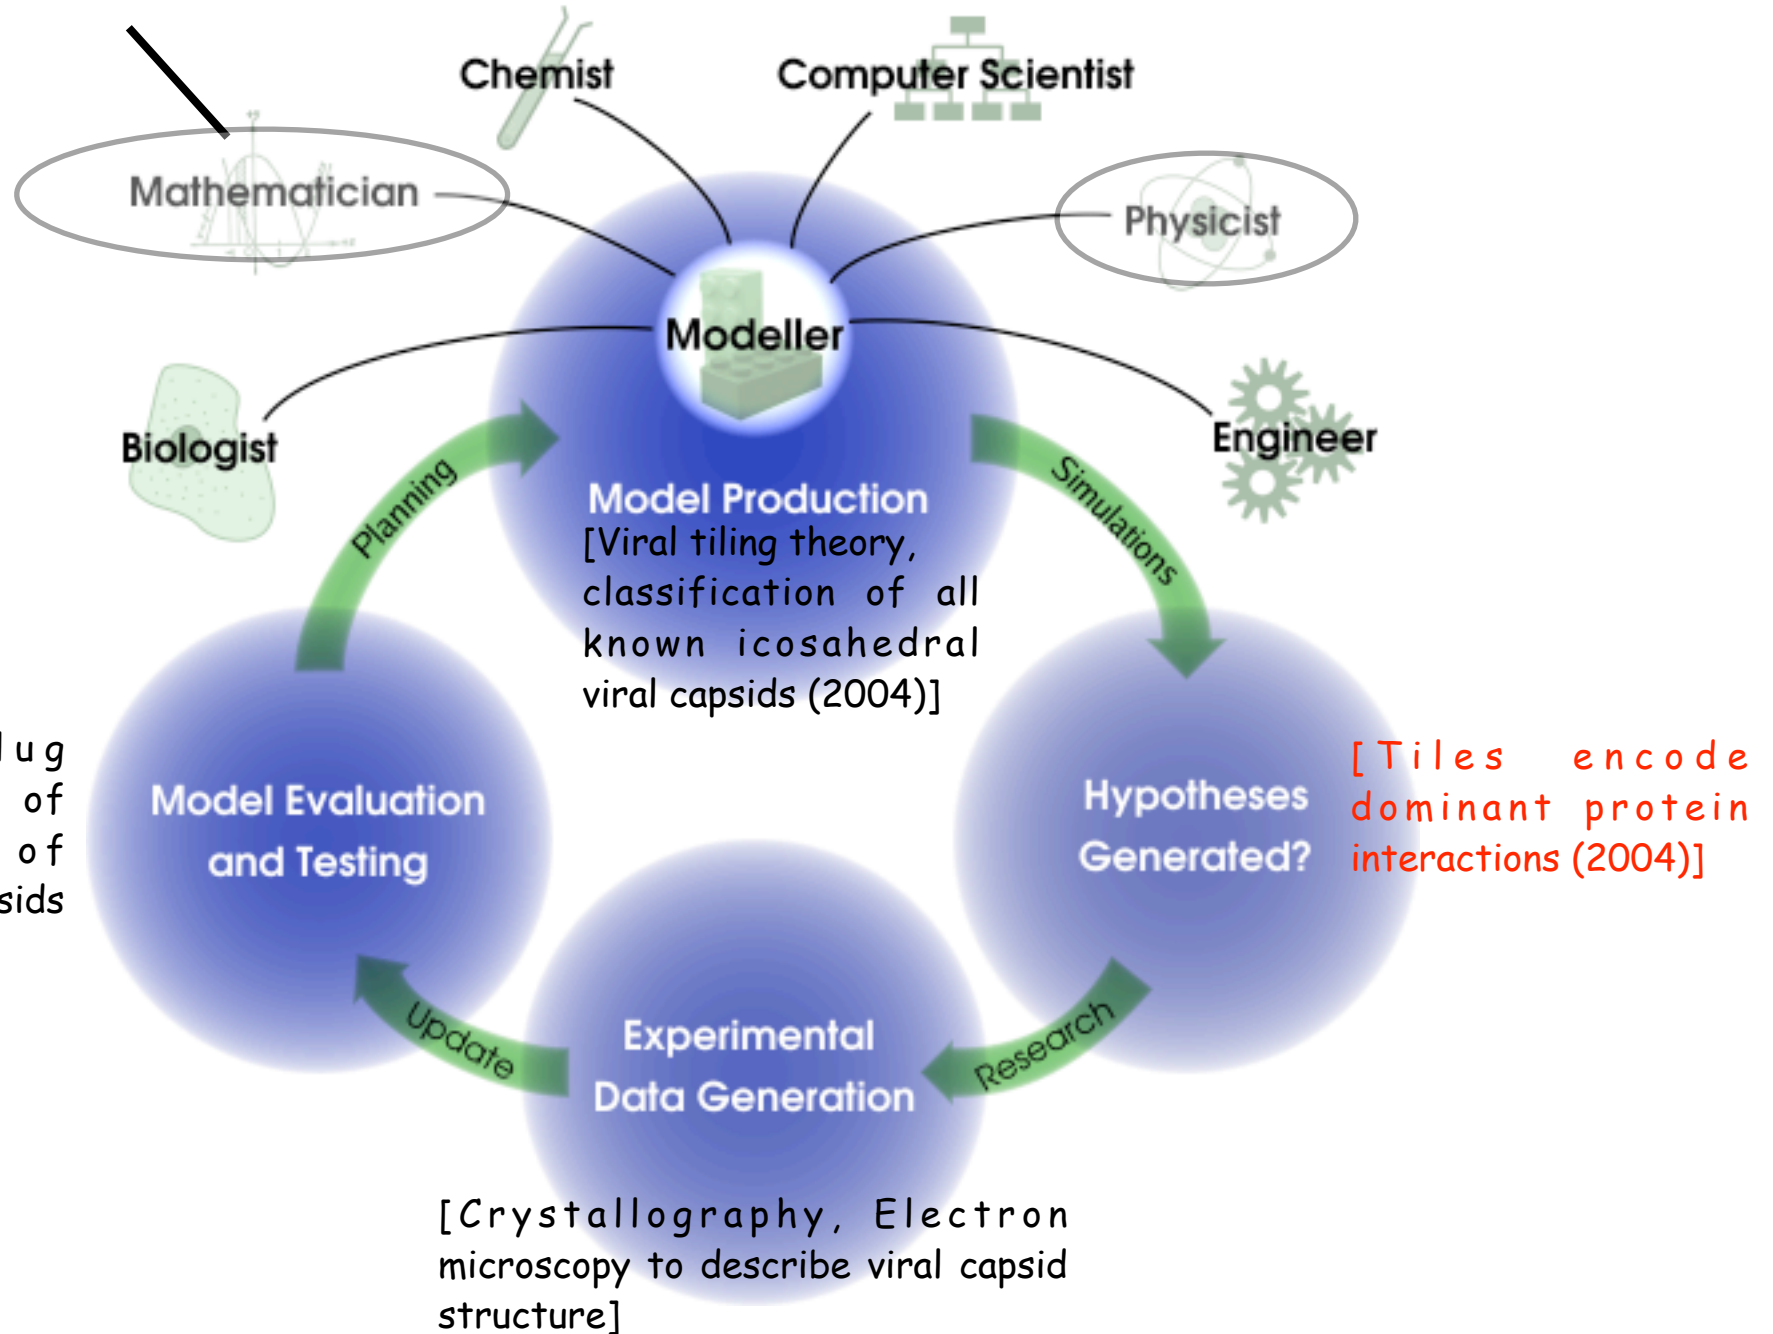 Chemist
Computer Scientist
Mathematician
Physicist
Modeller
Biologist
Engineer
Planning
Simulations
Model Production
[Viral tiling theory,
classification of all
known icosahedral
viral capsids (2004)]
of
of
Model Evaluation
and Testing
Hypotheses
Generated?
[Tiles encode
dominant protein
interactions (2004)]
Update
Research
Experimental
Data Generation
[Crystallography, Electron
microscopy to describe viral capsid
structure]